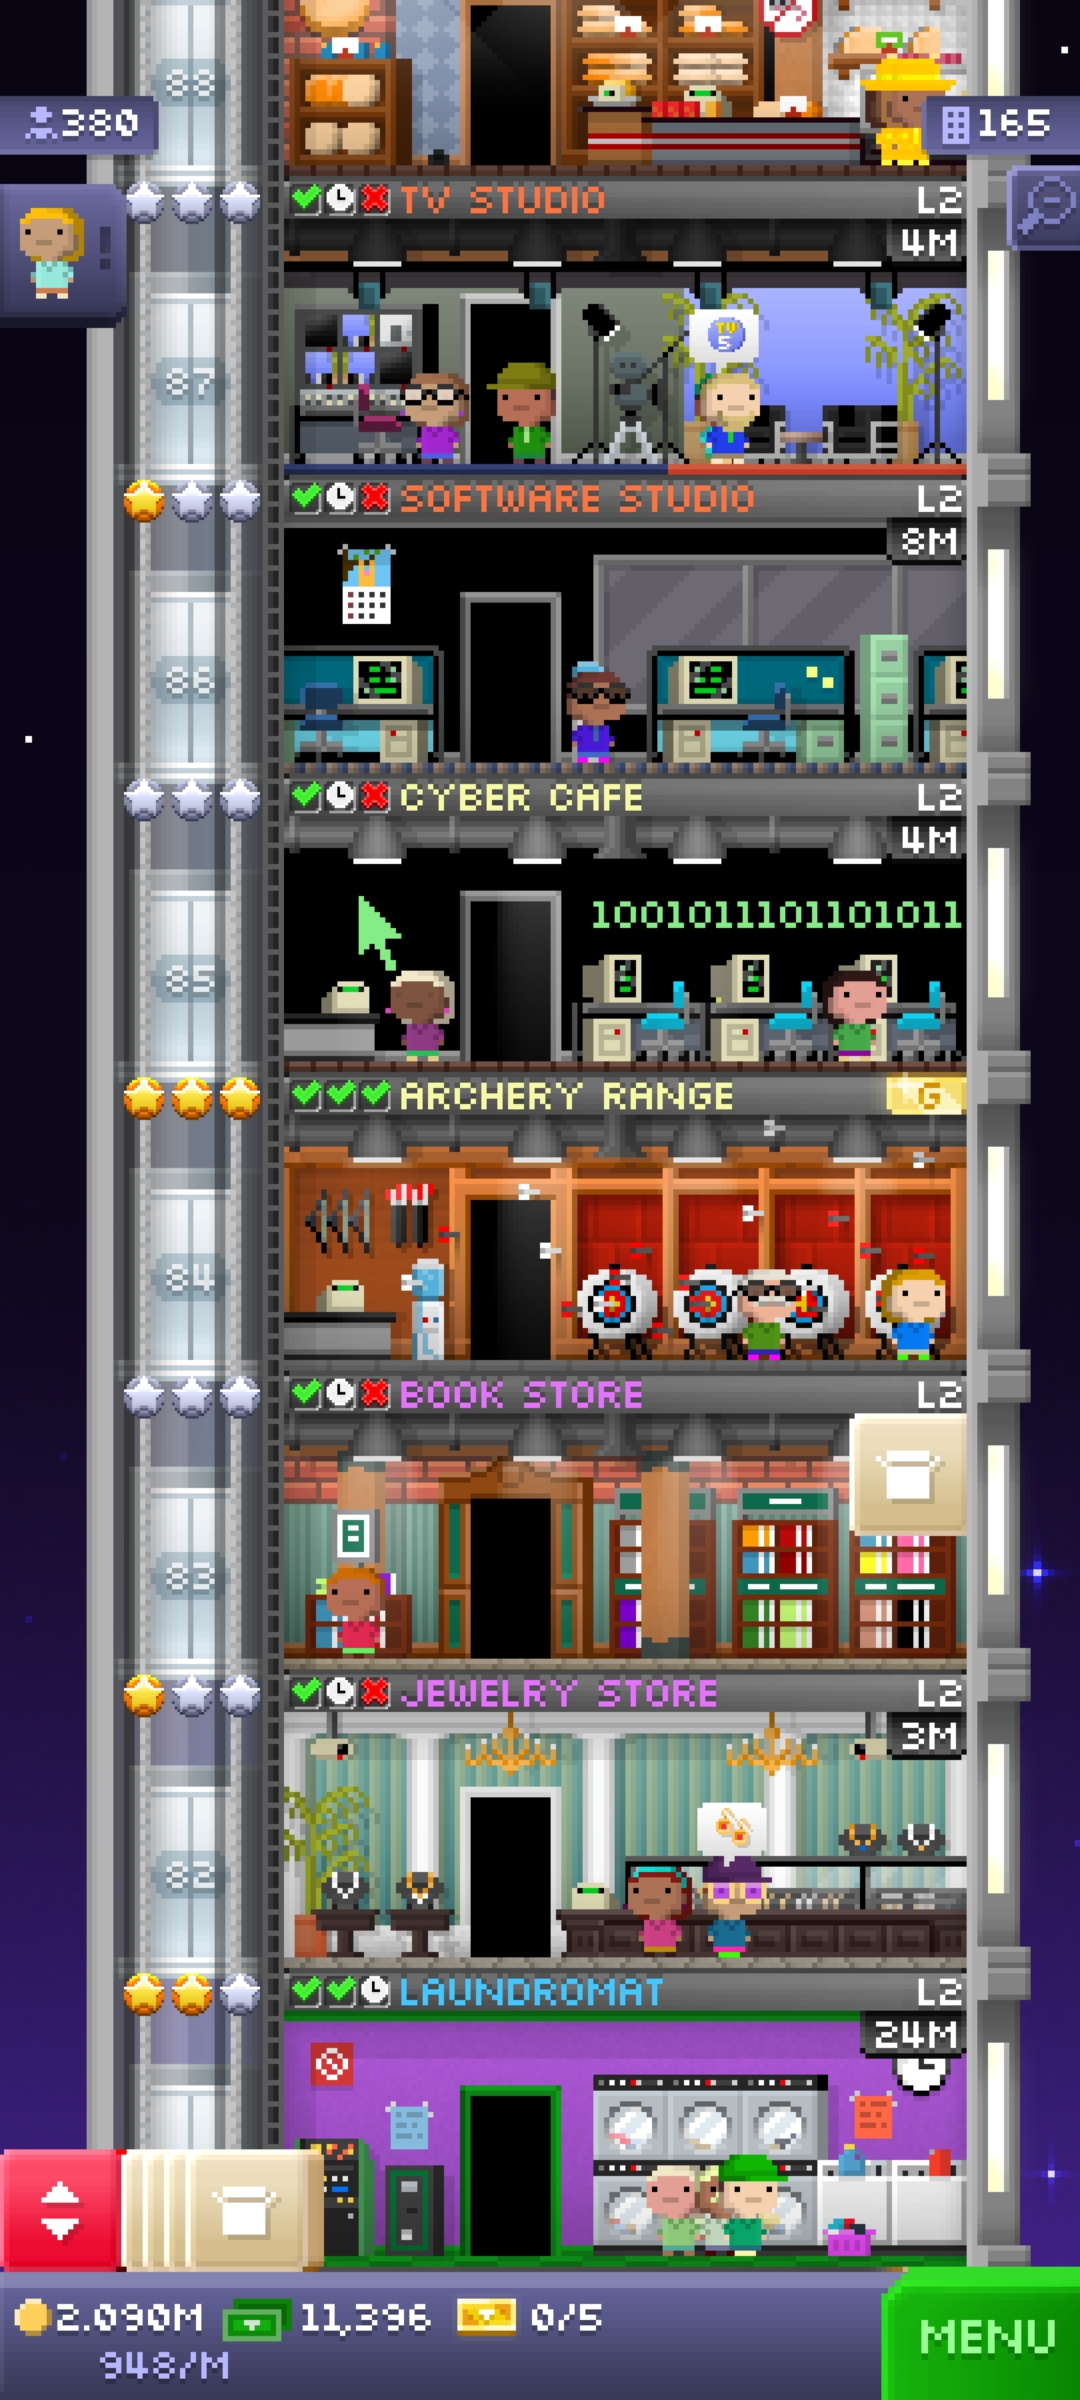 88
380
165
TV STUDIO L2
4M
TV
5
87
SOFTWARE STUDIO L2
8M
86
CYBER CAFE L2
4M
1001011101101011
85
ARCHERY RANGE G
84
BOOK STORE L2
83
JEWELRY STORE L2
3M
82
LAUNDROMAT L2
24M
2.090M 11,396 0/5
948/M
MENU